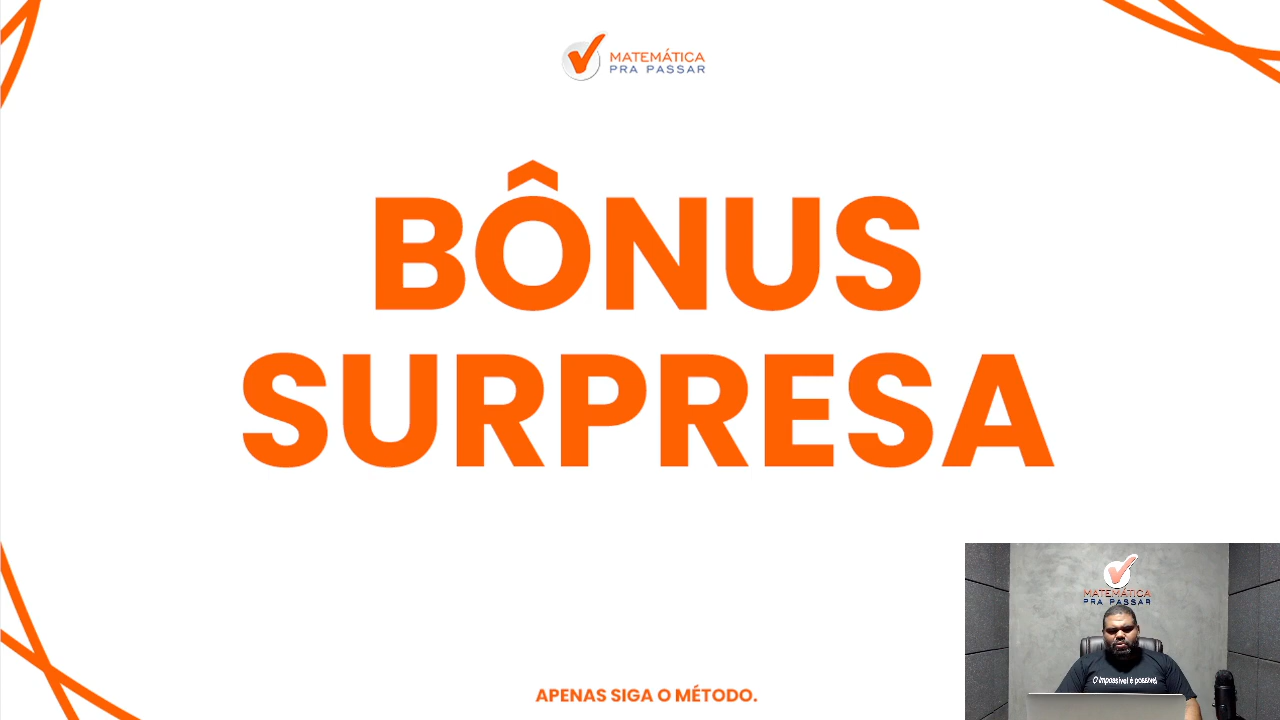 MATEMÁTICA
PRA PASSAR
BÔNUS
SURPRESA
MATEMÁTICA
PRA PASSAR
O impossível é possível
APENAS SIGA O MÉTODO.